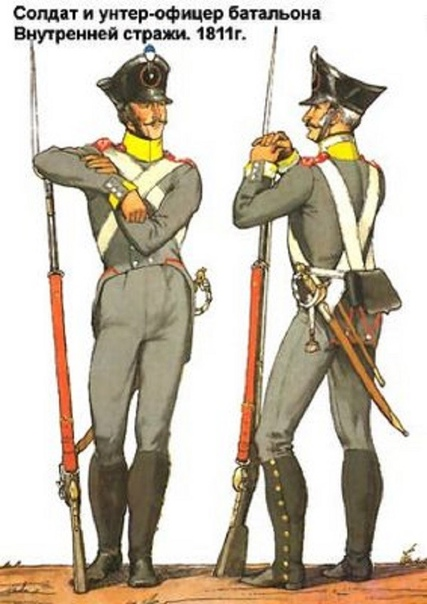 Солдат и унтер-офицер батальона
Внутренней стражи. 1811г.